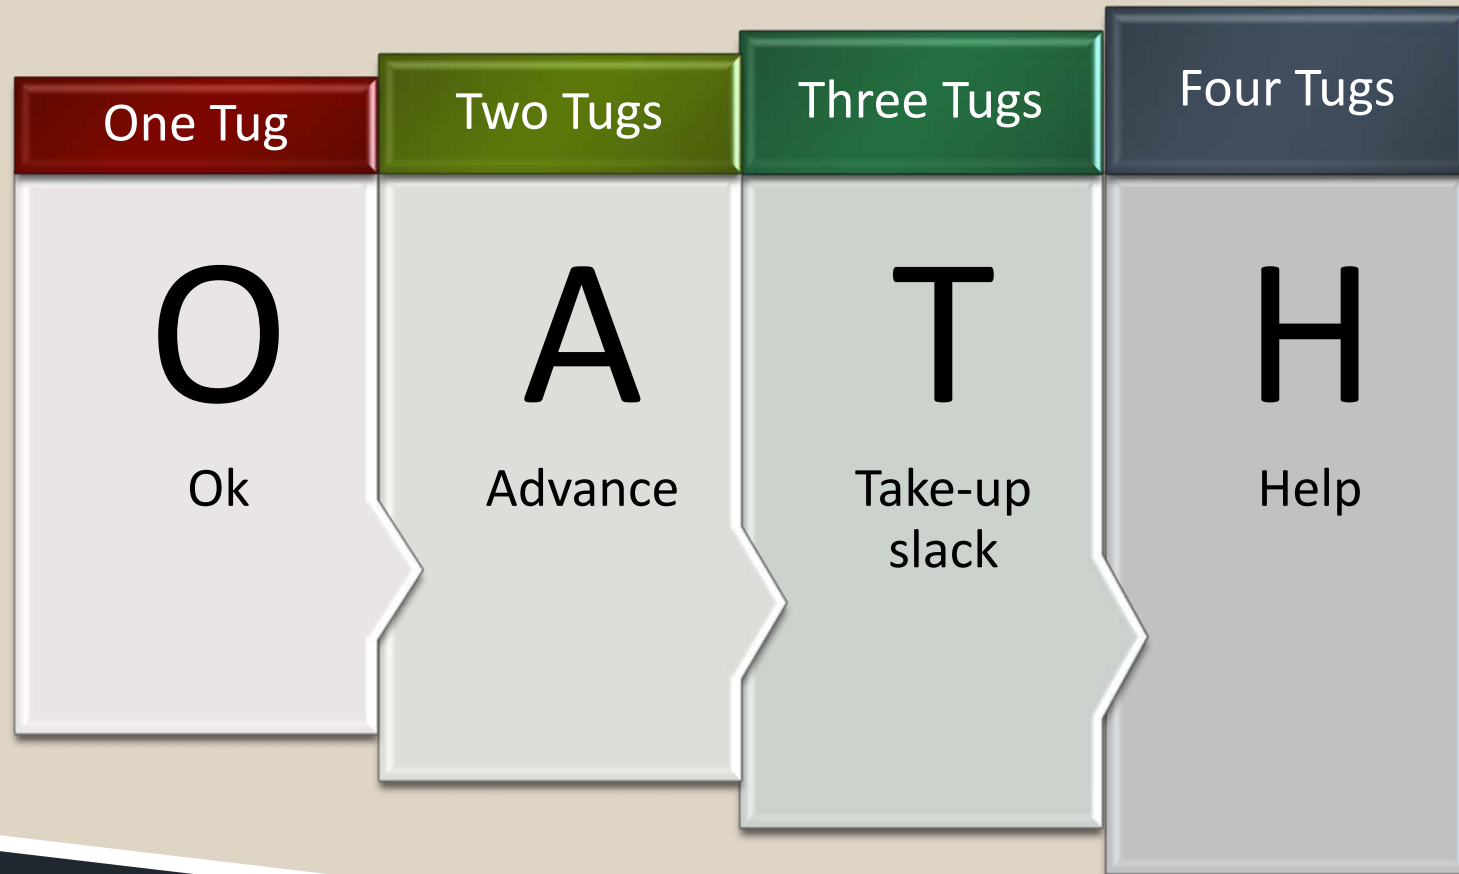 One Tug
O
Ok
Two Tugs
A
Advance
Three Tugs
T
Take-up
slack
Four Tugs
H
Help